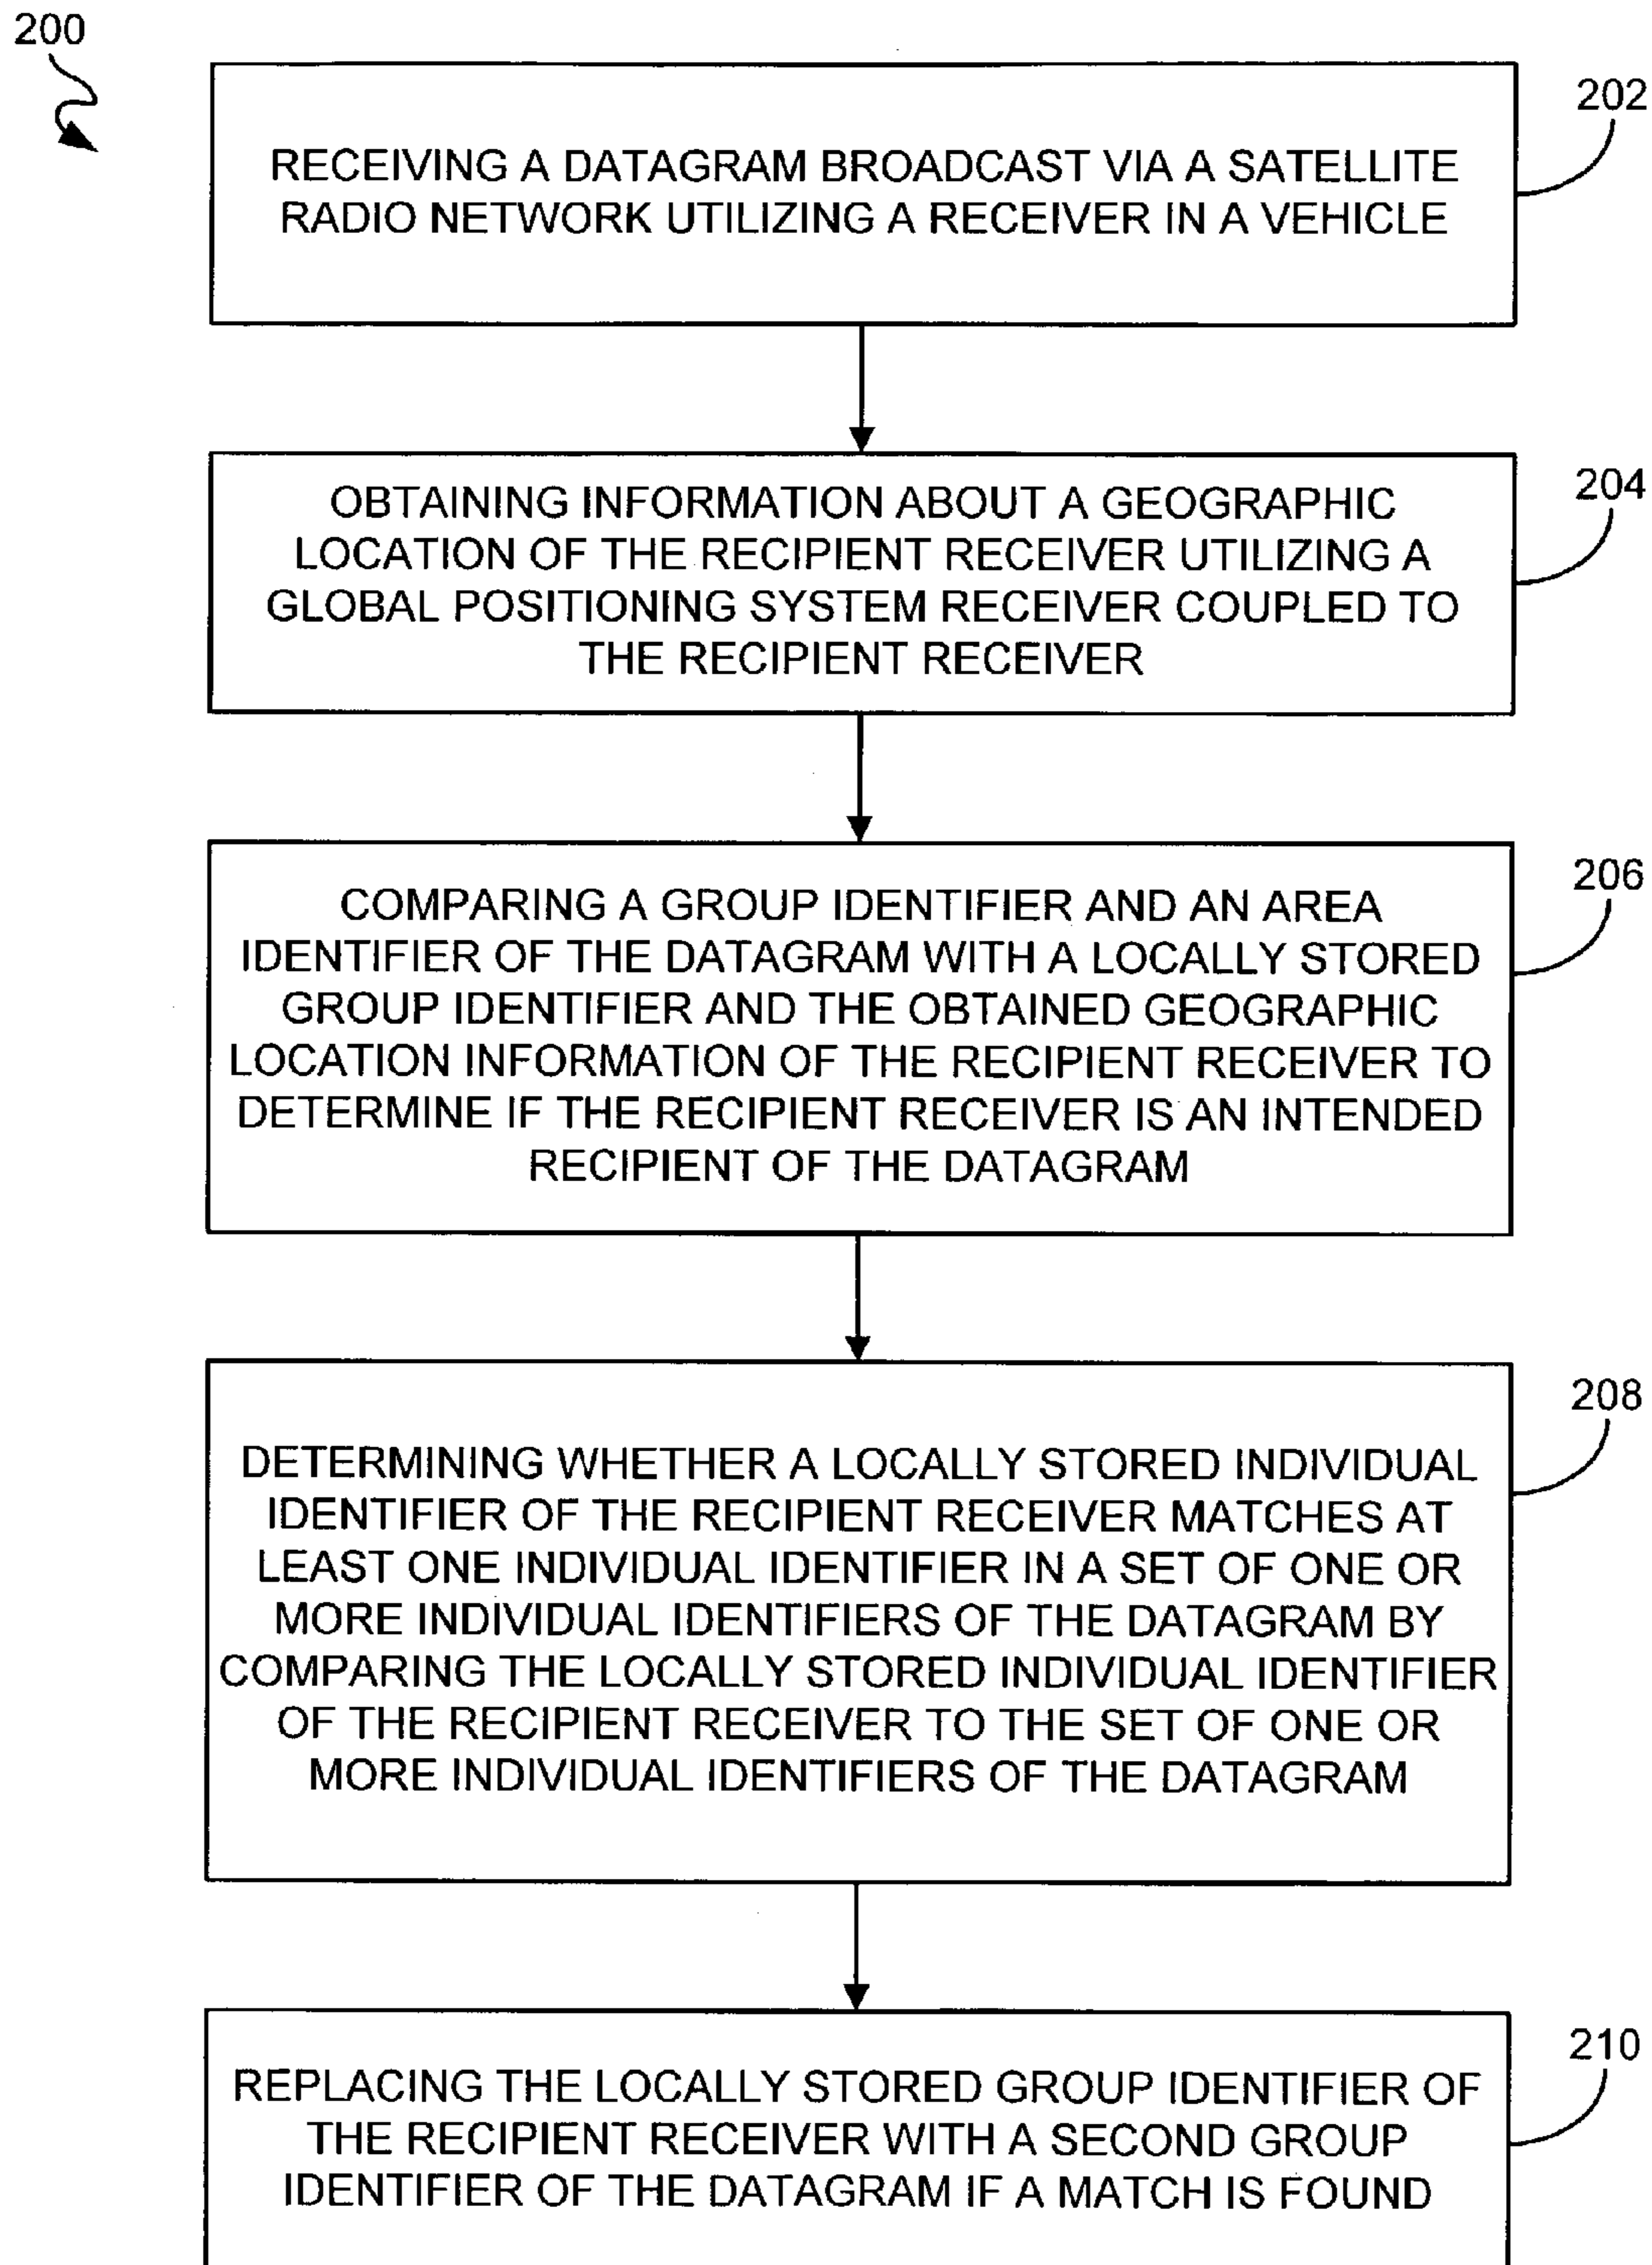 200
202
RECEIVING A DATAGRAM BROADCAST VIA A SATELLITE
RADIO NETWORK UTILIZING A RECEIVER IN A VEHICLE
204
OBTAINING INFORMATION ABOUT A GEOGRAPHIC
LOCATION OF THE RECIPIENT RECEIVER UTILIZING A
GLOBAL POSITIONING SYSTEM RECEIVER COUPLED TO
THE RECIPIENT RECEIVER
206
COMPARING A GROUP IDENTIFIER AND AN AREA
IDENTIFIER OF THE DATAGRAM WITH A LOCALLY STORED
GROUP IDENTIFIER AND THE OBTAINED GEOGRAPHIC
LOCATION INFORMATION OF THE RECIPIENT RECEIVER TO
DETERMINE IF THE RECIPIENT RECEIVER IS AN INTENDED
RECIPIENT OF THE DATAGRAM
208
DETERMINING WHETHER A LOCALLY STORED INDIVIDUAL
IDENTIFIER OF THE RECIPIENT RECEIVER MATCHES AT
LEAST ONE INDIVIDUAL IDENTIFIER IN A SET OF ONE OR
MORE INDIVIDUAL IDENTIFIERS OF THE DATAGRAM BY
COMPARING THE LOCALLY STORED INDIVIDUAL IDENTIFIER
OF THE RECIPIENT RECEIVER TO THE SET OF ONE OR
MORE INDIVIDUAL IDENTIFIERS OF THE DATAGRAM
210
REPLACING THE LOCALLY STORED GROUP IDENTIFIER OF
THE RECIPIENT RECEIVER WITH A SECOND GROUP
IDENTIFIER OF THE DATAGRAM IF A MATCH IS FOUND